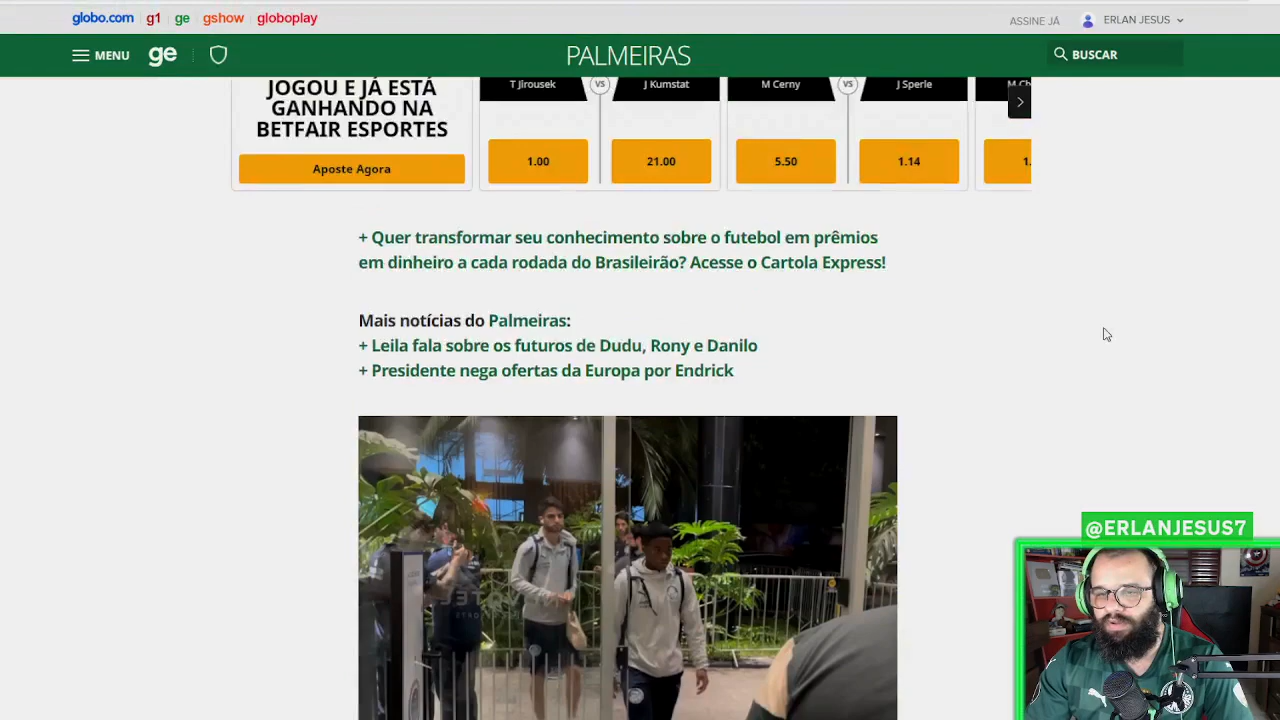 globo.com g1 ge gshow globoplay ASSINE JÁ ERLAN JESUS
MENU ge PALMEIRAS BUSCAR
JOGOU E JÁ ESTÁ
GANHANDO NA
BETFAIR ESPORTES
Aposte Agora
T Jirousek VS J Kumstat
1.00 21.00
M Cerny VS J Sperle
5.50 1.14
+ Quer transformar seu conhecimento sobre o futebol em prêmios
em dinheiro a cada rodada do Brasileirão? Acesse o Cartola Express!
Mais notícias do Palmeiras:
+ Leila fala sobre os futuros de Dudu, Rony e Danilo
+ Presidente nega ofertas da Europa por Endrick
@ERLANJESUS7